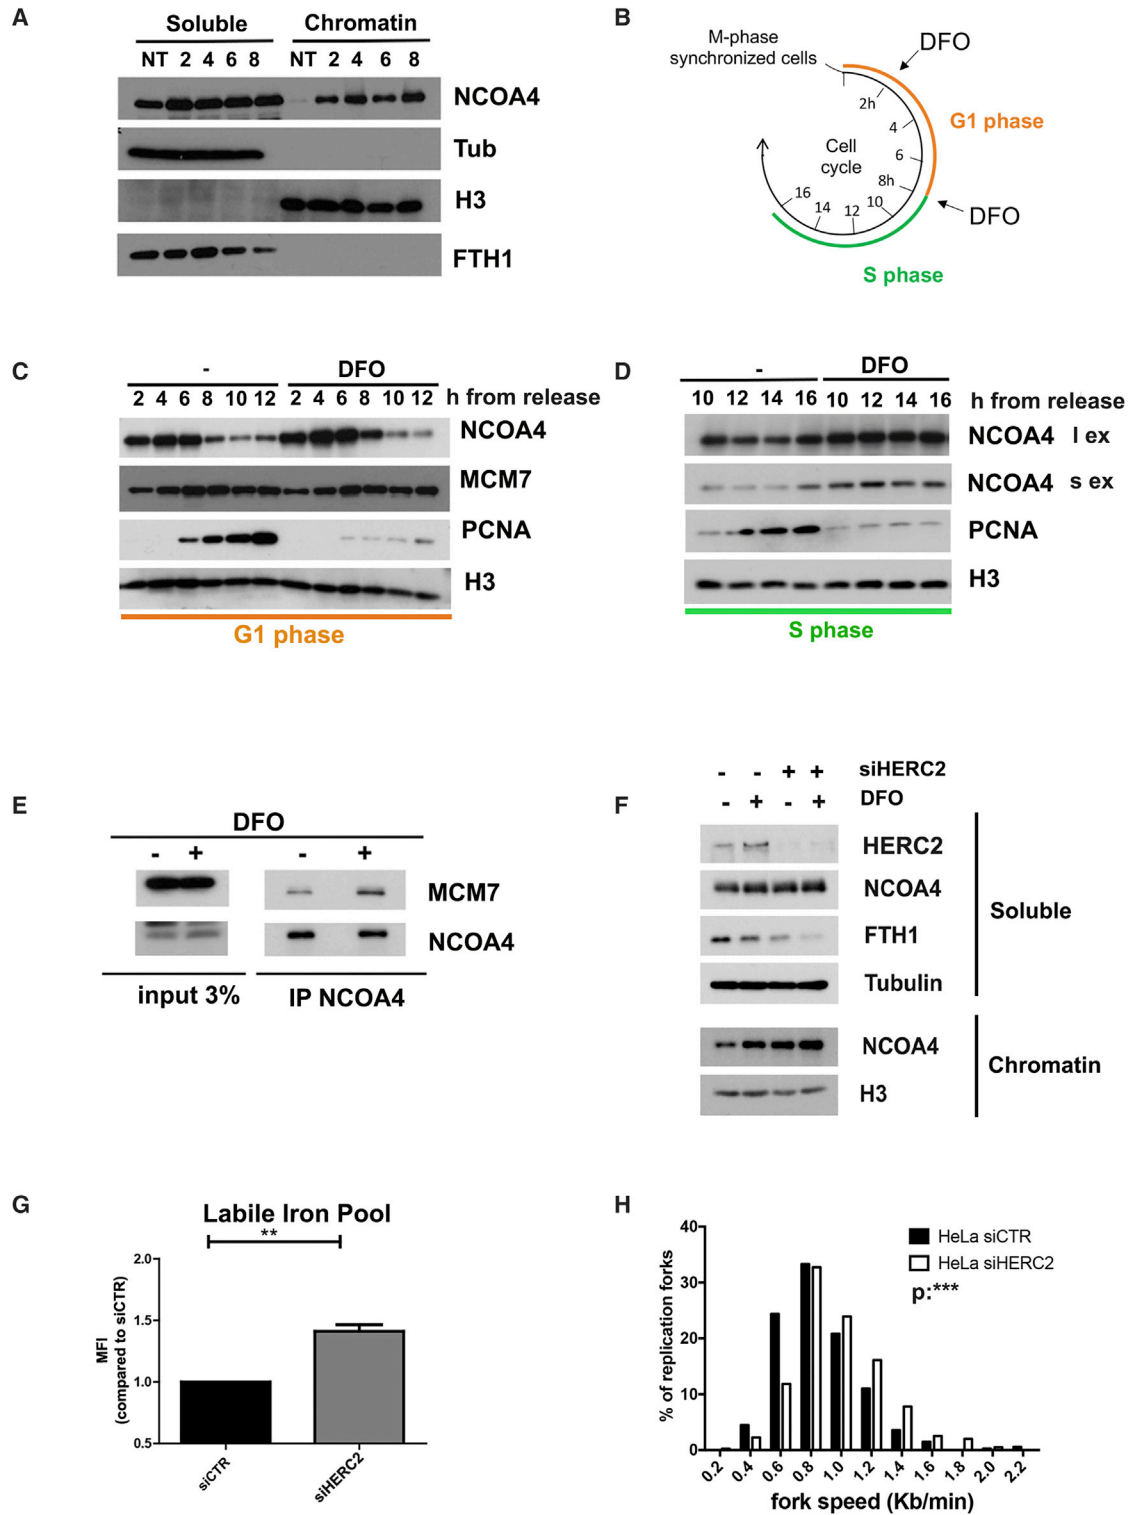 A
Soluble Chromatin
NT 2 4 6 8 NT 2 4 6 8
NCOA4
Tub
H3
FTH1
B
M-phase
synchronized cells
DFO
2h
4
6
8h
10
12
14
16
Cell
cycle
G1 phase
DFO
S phase
C
- DFO
2 4 6 8 10 12 2 4 6 8 10 12 h from release
NCOA4
MCM7
PCNA
H3
G1 phase
D
- DFO
10 12 14 16 10 12 14 16 h from release
NCOA4 l ex
NCOA4 s ex
PCNA
H3
S phase
E
DFO
- + - +
MCM7
NCOA4
input 3% IP NCOA4
F
- - + + siHERC2
- + - + DFO
HERC2
NCOA4
FTH1
Tubulin
Soluble
NCOA4
H3
Chromatin
G
Labile Iron Pool
**
MFI
(compared to siCTR)
2.0
1.5
1.0
0.5
siCTR
siHERC2
H
% of replication forks
40
30
20
10
0
HeLa siCTR
HeLa siHERC2
p:***
0.2 0.4 0.6 0.8 1.0 1.2 1.4 1.6 1.8 2.0 2.2
fork speed (Kb/min)